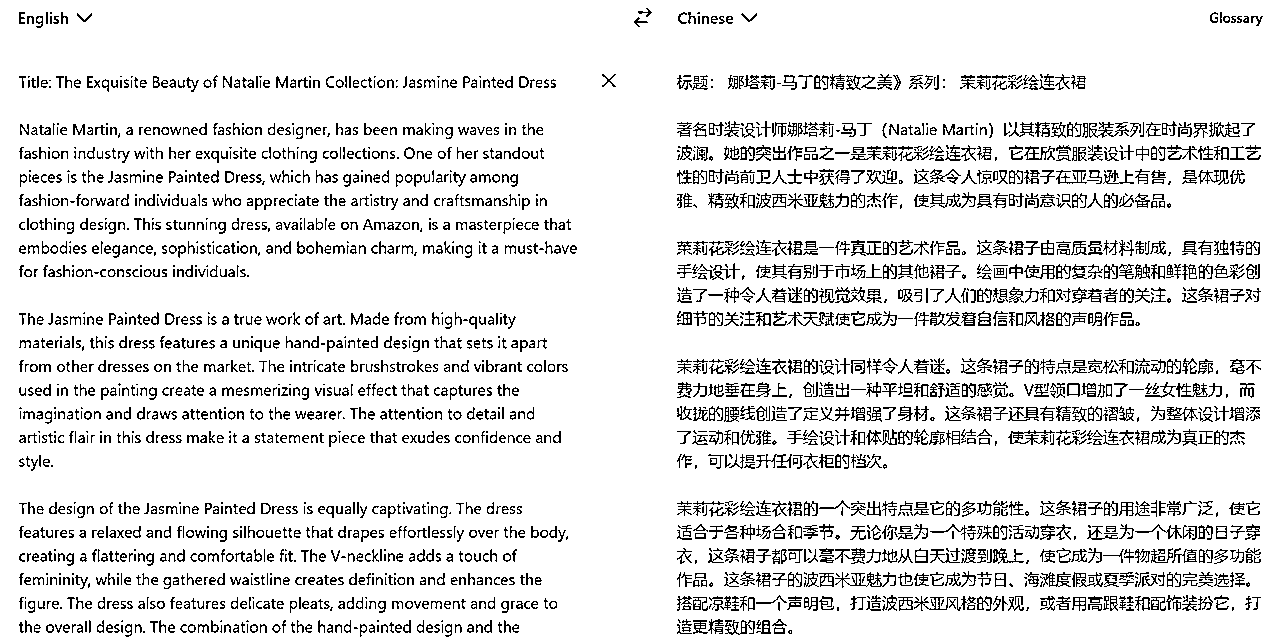 English
Chinese
Glossary
Title: The Exquisite Beauty of Natalie Martin Collection: Jasmine Painted Dress
Natalie Martin, a renowned fashion designer, has been making waves in the
fashion industry with her exquisite clothing collections. One of her standout
pieces is the Jasmine Painted Dress, which has gained popularity among
fashion-forward individuals who appreciate the artistry and craftsmanship in
clothing design. This stunning dress, available on Amazon, is a masterpiece that
embodies elegance, sophistication, and bohemian charm, making it a must-have
for fashion-conscious individuals.
The Jasmine Painted Dress is a true work of art. Made from high-quality
materials, this dress features a unique hand-painted design that sets it apart
from other dresses on the market. The intricate brushstrokes and vibrant colors
used in the painting create a mesmerizing visual effect that captures the
imagination and draws attention to the wearer. The attention to detail and
artistic flair in this dress make it a statement piece that exudes confidence and
style.
The design of the Jasmine Painted Dress is equally captivating. The dress
features a relaxed and flowing silhouette that drapes effortlessly over the body,
creating a flattering and comfortable fit. The V-neckline adds a touch of
femininity, while the gathered waistline creates definition and enhances the
figure. The dress also features delicate pleats, adding movement and grace to
the overall design. The combination of the hand-painted design and the
标题： 娜塔莉-马丁的精致之美》系列： 茉莉花彩绘连衣裙
著名时装设计师娜塔莉-马丁（Natalie Martin）以其精致的服装系列在时尚界掀起了
波澜。她的突出作品之一是茉莉花彩绘连衣裙，它在欣赏服装设计中的艺术性和工艺
性的时尚前卫人士中获得了欢迎。这条令人惊叹的裙子在亚马逊上有售，是体现优
雅、精致和波西米亚魅力的杰作，使其成为具有时尚意识的人的必备品。
茉莉花彩绘连衣裙是一件真正的艺术作品。这条裙子由高质量材料制成，具有独特的
手绘设计，使其有别于市场上的其他裙子。绘画中使用的复杂的笔触和鲜艳的色彩创
造了一种令人着迷的视觉效果，吸引了人们的想象力和对穿着者的关注。这条裙子对
细节的关注和艺术天赋使它成为一件散发着自信和风格的声明作品。
茉莉花彩绘连衣裙的设计同样令人着迷。这条裙子的特点是宽松和流动的轮廓，毫不
费力地垂在身上，创造出一种平坦和舒适的感觉。V型领口增加了一丝女性魅力，而
收拢的腰线创造了定义并增强了身材。这条裙子还具有精致的褶皱，为整体设计增添
了运动和优雅。手绘设计和体贴的轮廓相结合，使茉莉花彩绘连衣裙成为真正的杰
作，可以提升任何衣柜的档次。
茉莉花彩绘连衣裙的一个突出特点是它的多功能性。这条裙子的用途非常广泛，使它
适合于各种场合和季节。无论你是为一个特殊的活动穿衣，还是为一个休闲的日子穿
衣，这条裙子都可以毫不费力地从白天过渡到晚上，使它成为一件物超所值的多功能
作品。这条裙子的波西米亚魅力也使它成为节日、海滩度假或夏季派对的完美选择。
搭配凉鞋和一个声明包，打造波西米亚风格的外观，或者用高跟鞋和配饰装扮它，打
造更精致的组合。